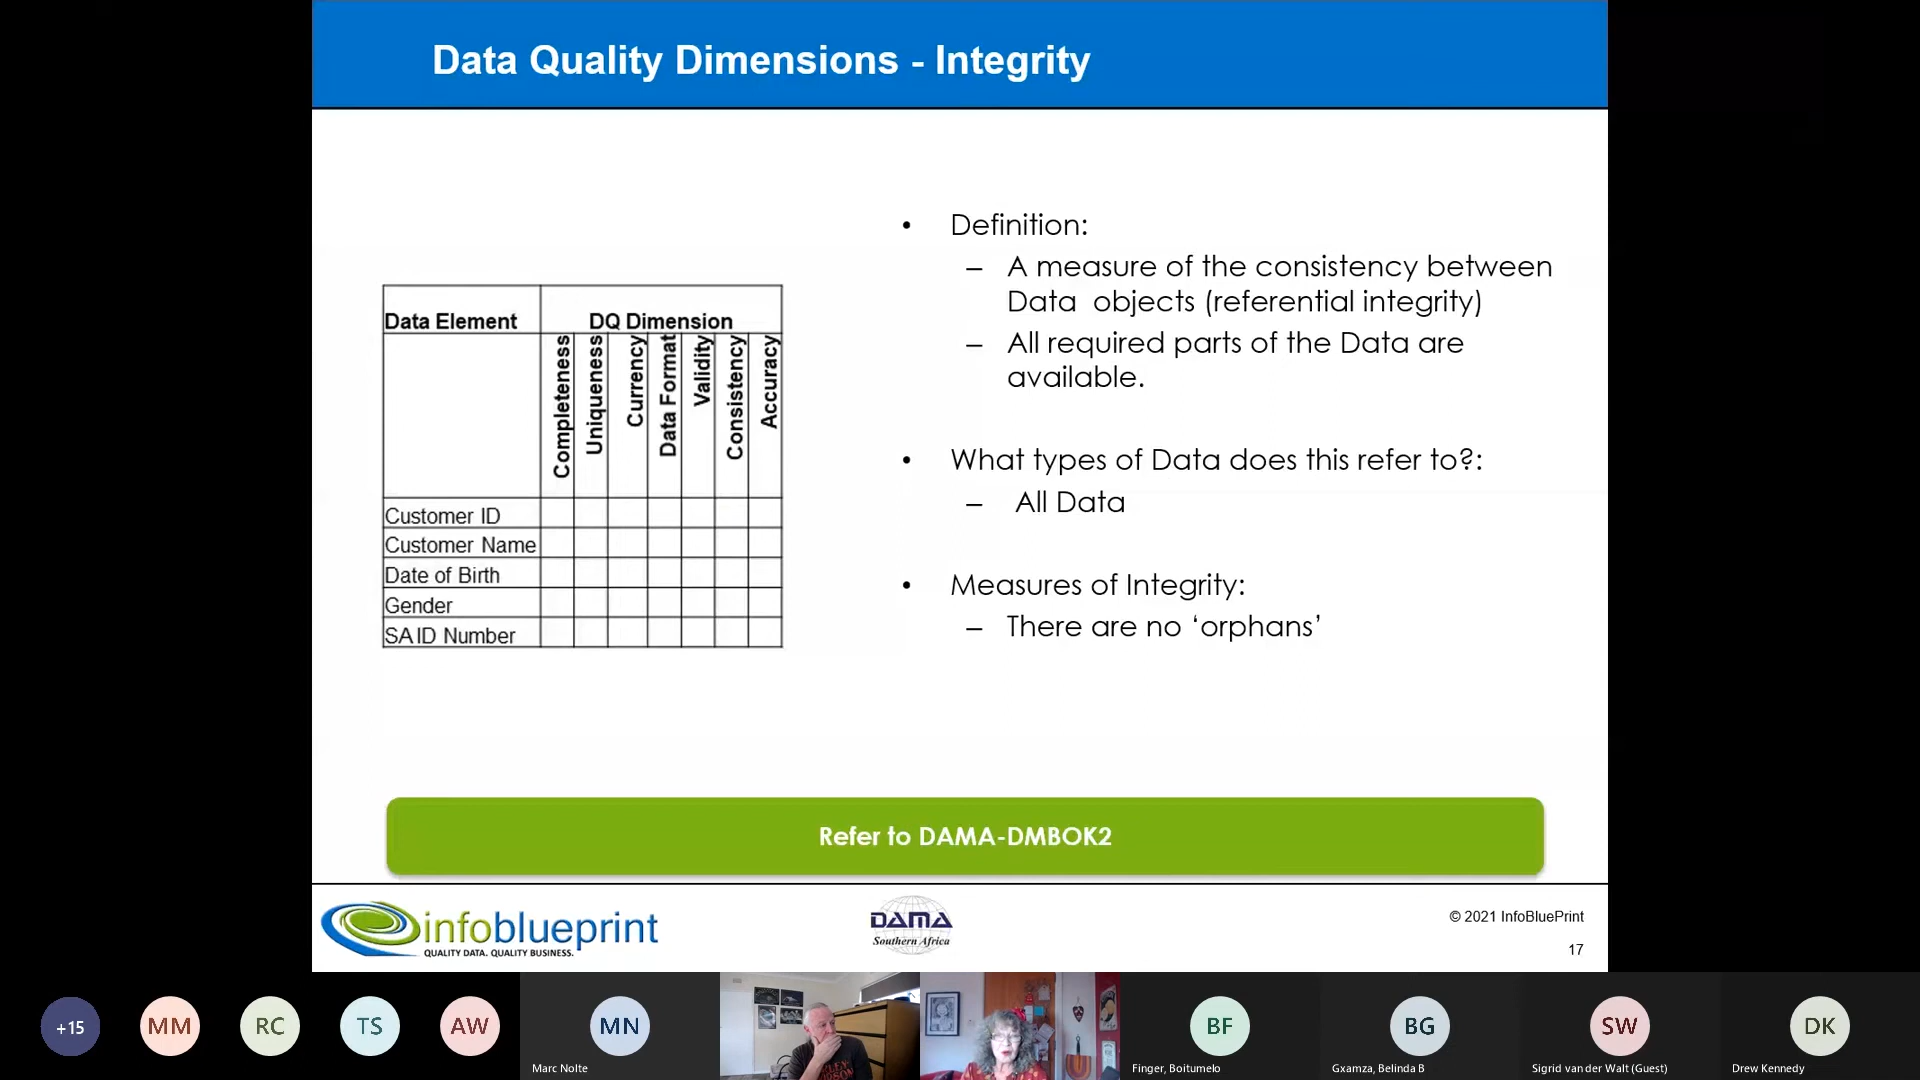 Data Quality Dimensions - Integrity
Data Element
DQ Dimension
Completeness
Uniqueness
Currency
Data Format
Validity
Consistency
Accuracy
Customer ID
Customer Name
Date of Birth
Gender
SA ID Number
• Definition:
– A measure of the consistency between
Data objects (referential integrity)
– All required parts of the Data are
available.
• What types of Data does this refer to?:
– All Data
• Measures of Integrity:
– There are no ‘orphans’
Refer to DAMA-DMBOK2
infoblueprint
QUALITY DATA. QUALITY BUSINESS.
DAMA
Southern Africa
© 2021 InfoBluePrint
17
+15
MM
RC
TS
AW
MN
Marc Nolte
BF
Finger, Boitumelo
BG
Gxamza, Belinda B
SW
Sigrid van der Walt (Guest)
DK
Drew Kennedy